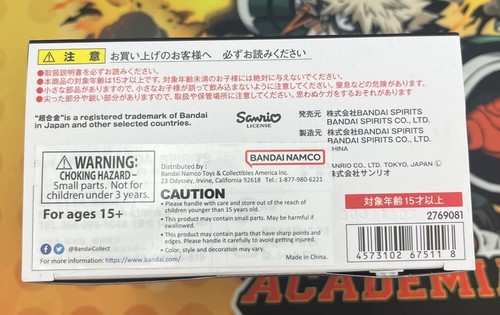 ⚠ 注意 お買い上げのお客様へ 必ずお読みください
●取扱説明書を必ずお読みください。
●本商品の対象年齢は15才以上です。対象年齢未満のお子様には絶対に与えないでください。
●小さな部品がありますので、小さなお子様が誤って飲み込まないように注意してください。窒息などの危険があります。
●尖った部分や鋭い部分がありますので、取扱や保管場所に注意してください。思わぬケガをするおそれがあります
"超合金"is a registered trademark of Bandai
in Japan and other selected countries.
Sanrio
LICENSE
発売元 株式会社BANDAI SPIRITS
BANDAI SPIRITS CO., LTD.
製造元 株式会社BANDAI SPIRITS
BANDAI SPIRITS CO., LTD.
SANRIO CO., LTD. TOKYO, JAPAN Ⓛ
株式会社サンリオ
対象年齢15才以上
2769081
4573102 675118
⚠ WARNING:
CHOKING HAZARD –
Small parts. Not for
children under 3 years.
For ages 15+
@BandaiCollect
For more information: https://www.bandai.com/
Distributed by:
Bandai Namco Toys & Collectibles America Inc.
23 Odyssey, Irvine, California 92618 Tel.: 1-877-980-6221
BANDAI NAMCO
CAUTION
• Please handle with care and store out of the reach of
children younger than 15 years old.
• This product may contain small parts. May be harmful if
swallowed.
• This product may contain parts that have sharp points and
edges. Please handle it carefully to avoid getting injured.
• Color, style and decoration may vary.
Made in China.
ACADEMI